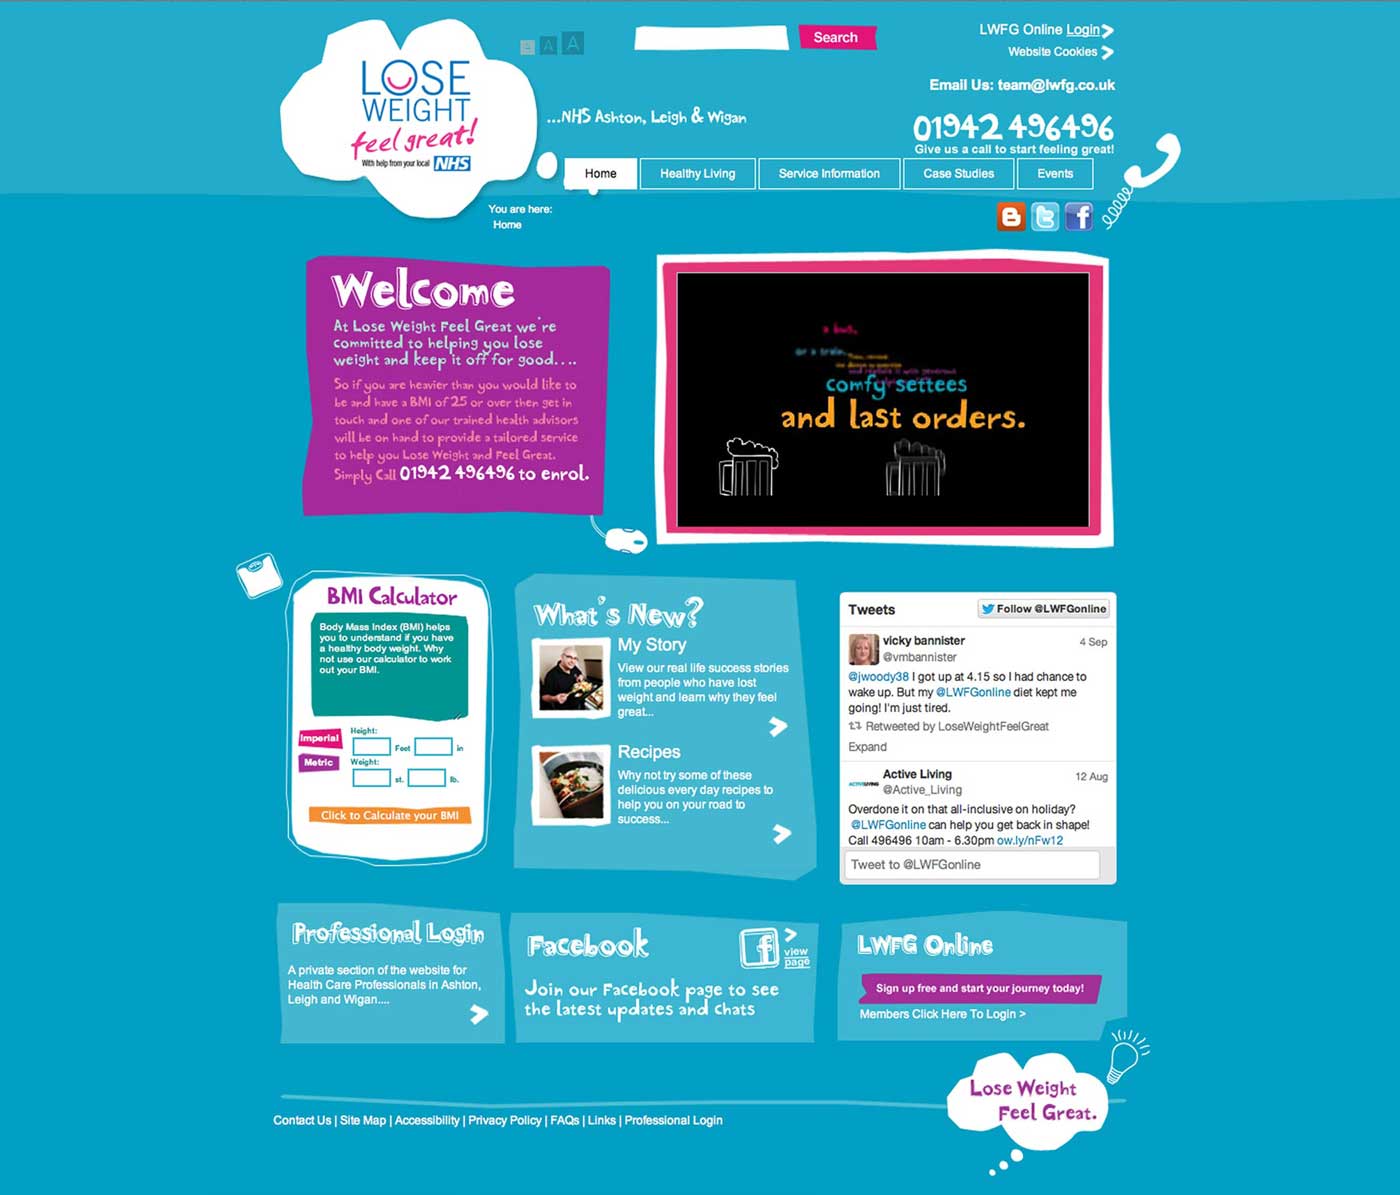 LOSE
WEIGHT
feel great!
With help from your local NHS
A A A
Search
LWFG Online Login
Website Cookies
Email Us: team@lwfg.co.uk
...NHS Ashton, Leigh & Wigan
01942 496496
Give us a call to start feeling great!
Home
Healthy Living
Service Information
Case Studies
Events
You are here:
Home
Welcome
At Lose Weight Feel Great we're
committed to helping you lose
weight and keep it off for good....
So if you are heavier than you would like to
be and have a BMI of 25 or over then get in
touch and one of our trained health advisors
will be on hand to provide a tailored service
to help you Lose Weight and Feel Great.
Simply Call 01942 496496 to enrol.
a bus,
or a train,
comfy settees
and last orders.
BMI Calculator
Body Mass Index (BMI) helps
you to understand if you have
a healthy body weight. Why
not use our calculator to work
out your BMI.
Imperial
Metric
Height:
Feet in
Weight:
st. lb.
Click to Calculate your BMI
What's New?
My Story
View our real life success stories
from people who have lost
weight and learn why they feel
great...
Recipes
Why not try some of these
delicious every day recipes to
help you on your road to
success...
Tweets
Follow @LWFGonline
vicky bannister 4 Sep
@vmbannister
@jwoody38 I got up at 4.15 so I had chance to
wake up. But my @LWFGonline diet kept me
going! I'm just tired.
Retweeted by LoseWeightFeelGreat
Expand
ACTIVELIVING
Active Living 12 Aug
@Active_Living
Overdone it on that all-inclusive on holiday?
@LWFGonline can help you get back in shape!
Call 496496 10am - 6.30pm ow.ly/nFw12
Tweet to @LWFGonline
Professional Login
A private section of the website for
Health Care Professionals in Ashton,
Leigh and Wigan....
Facebook
view
page
Join our Facebook page to see
the latest updates and chats
LWFG Online
Sign up free and start your journey today!
Members Click Here To Login >
Lose Weight
Feel Great.
Contact Us | Site Map | Accessibility | Privacy Policy | FAQs | Links | Professional Login